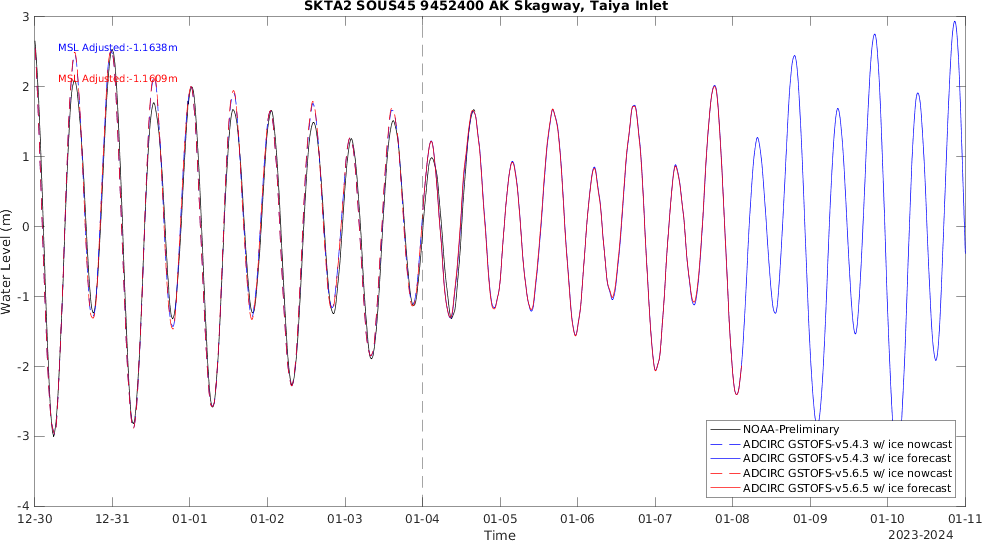 SKTA2 SOUS45 9452400 AK Skagway, Taiya Inlet
3
2
1
0
-1
-2
-3
-4
Water Level (m)
MSL Adjusted:-1.1638m
MSL Adjusted:-1.1609m
NOAA-Preliminary
ADCIRC GSTOFS-v5.4.3 w/ ice nowcast
ADCIRC GSTOFS-v5.4.3 w/ ice forecast
ADCIRC GSTOFS-v5.6.5 w/ ice nowcast
ADCIRC GSTOFS-v5.6.5 w/ ice forecast
12-30 12-31 01-01 01-02 01-03 01-04 01-05 01-06 01-07 01-08 01-09 01-10 01-11
Time
2023-2024